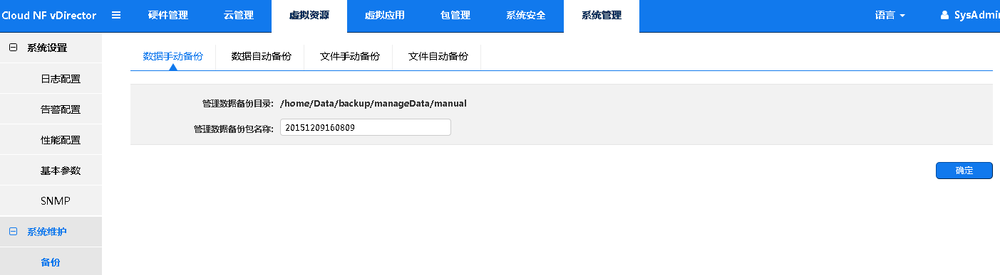 Cloud NF vDirector 硬件管理 云管理 虚拟资源 虚拟应用 包管理 系统安全 系统管理 语言 SysAdmin
系统设置
日志配置
告警配置
性能配置
基本参数
SNMP
系统维护
备份
数据手动备份 数据自动备份 文件手动备份 文件自动备份
管理数据备份目录: /home/Data/backup/manageData/manual
管理数据备份包名称: 20151209160809
确定